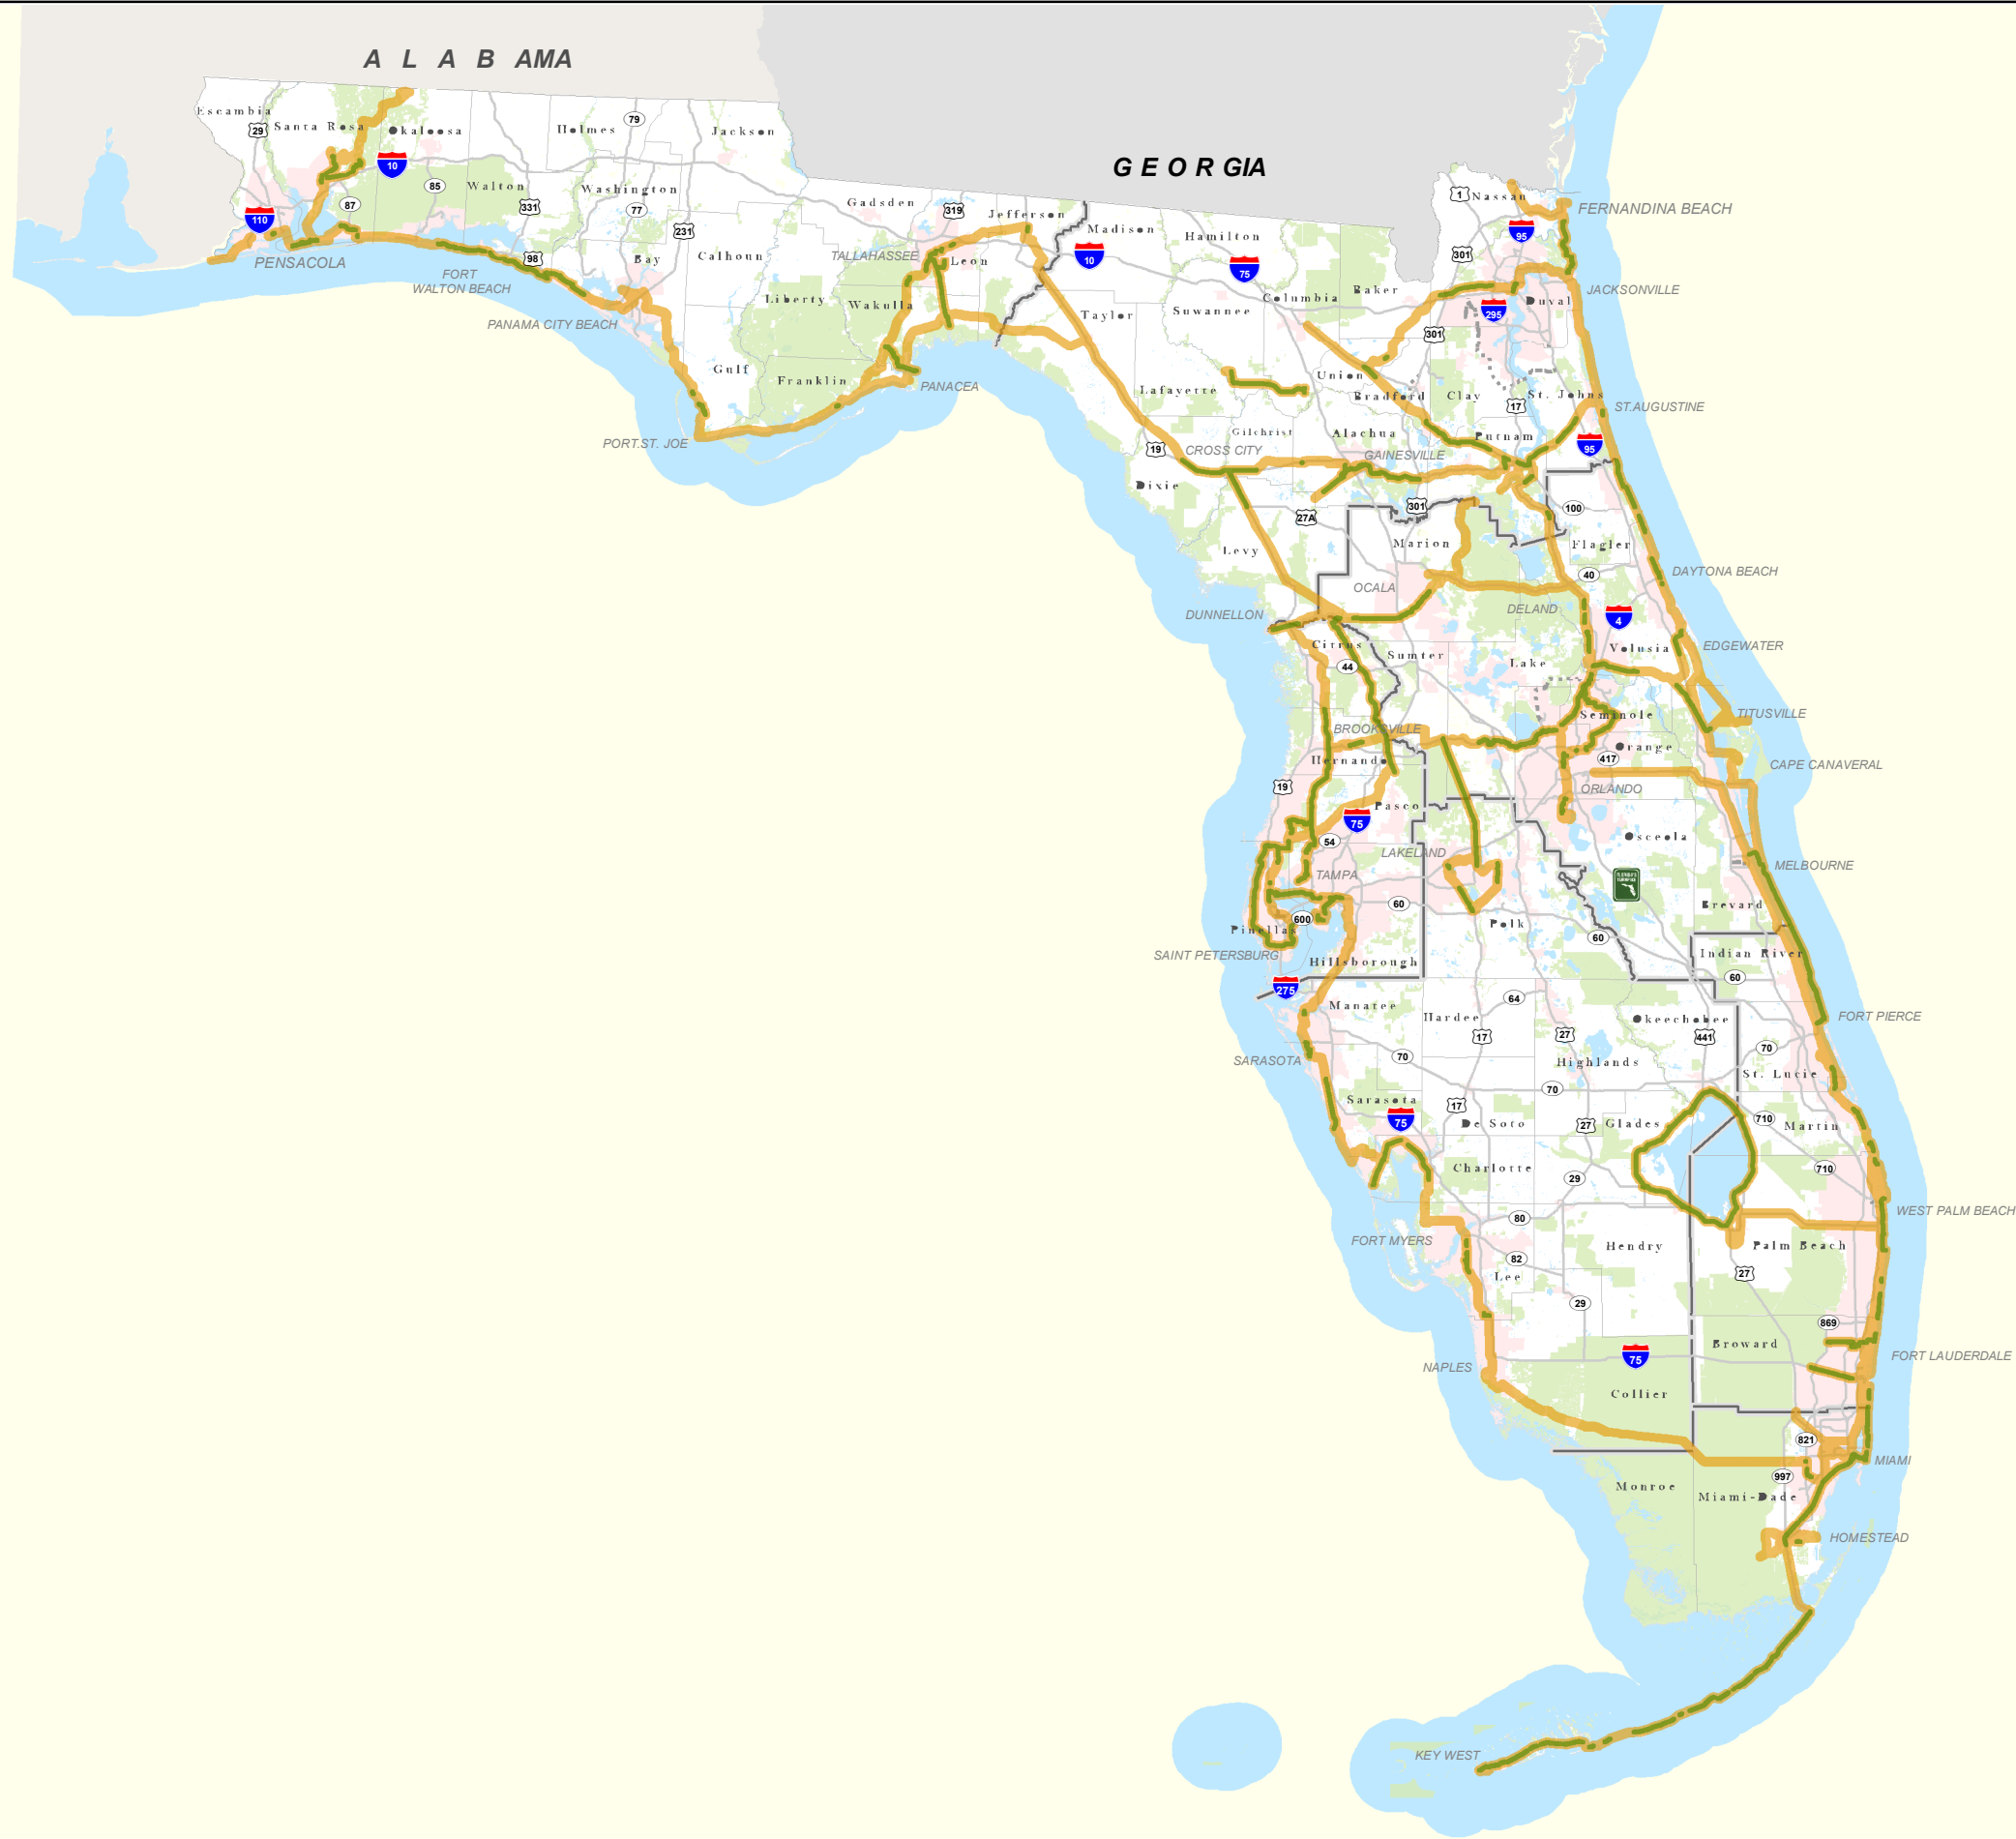 A L A B AMA
G E O R GIA
Escambia
29
Santa Rosa
Okaloosa
Holmes
79
Jackson
10
85
Walton
Washington
77
331
87
110
231
98
Bay
Calhoun
Gadsden
319
Jefferson
Madison
Hamilton
1
Nassau
FERNANDINA BEACH
95
PENSACOLA
FORT
WALTON BEACH
PANAMA CITY BEACH
TALLAHASSEE
Leon
10
75
301
Liberty
Wakulla
Taylor
Suwannee
Columbia
Baker
295
Duval
JACKSONVILLE
301
Gulf
Franklin
PANACEA
Lafayette
Union
Bradford
Clay
17
St. Johns
ST.AUGUSTINE
PORT.ST. JOE
19
CROSS CITY
Gilchrist
Alachua
GAINESVILLE
Putnam
95
Dixie
27A
301
100
Levy
Marion
Flagler
OCALA
40
DAYTONA BEACH
DUNNELLON
DELAND
4
Citrus
44
Sumter
Lake
Volusia
EDGEWATER
BROOKSVILLE
Seminole
TITUSVILLE
Hernando
Orange
417
CAPE CANAVERAL
19
Pasco
75
ORLANDO
54
LAKELAND
Osceola
FLORIDA'S
TURNPIKE
MELBOURNE
TAMPA
60
600
Pinellas
Polk
60
Brevard
SAINT PETERSBURG
Hillsborough
Indian River
60
275
Manatee
64
Hardee
17
27
Okeechobee
441
FORT PIERCE
SARASOTA
70
Highlands
70
St. Lucie
70
Sarasota
75
17
De Soto
27
Glades
710
Martin
Charlotte
29
710
80
WEST PALM BEACH
FORT MYERS
82
Hendry
Palm Beach
Lee
27
29
869
NAPLES
75
Broward
FORT LAUDERDALE
Collier
821
MIAMI
997
Monroe
Miami-Dade
HOMESTEAD
KEY WEST